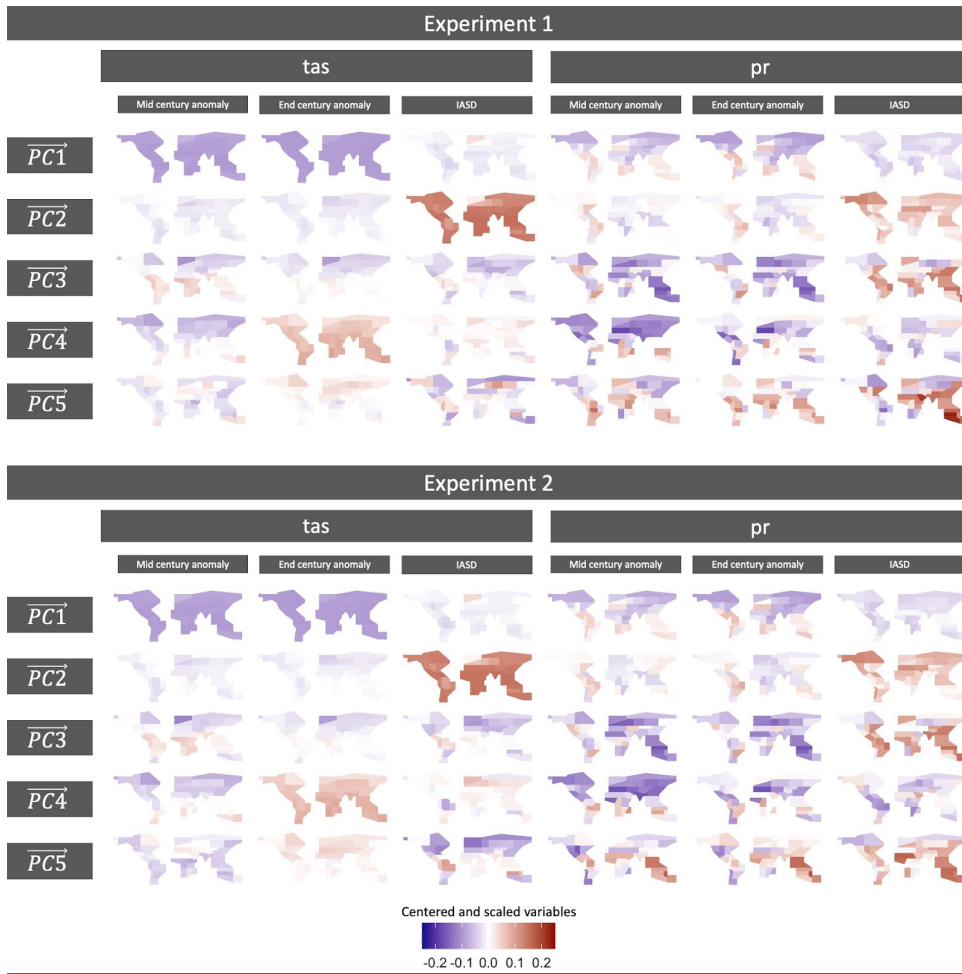 Experiment 1
tas pr
Mid century anomaly End century anomaly IASD Mid century anomaly End century anomaly IASD
PC1
PC2
PC3
PC4
PC5
Experiment 2
tas pr
Mid century anomaly End century anomaly IASD Mid century anomaly End century anomaly IASD
PC1
PC2
PC3
PC4
PC5
Centered and scaled variables
-0.2 -0.1 0.0 0.1 0.2